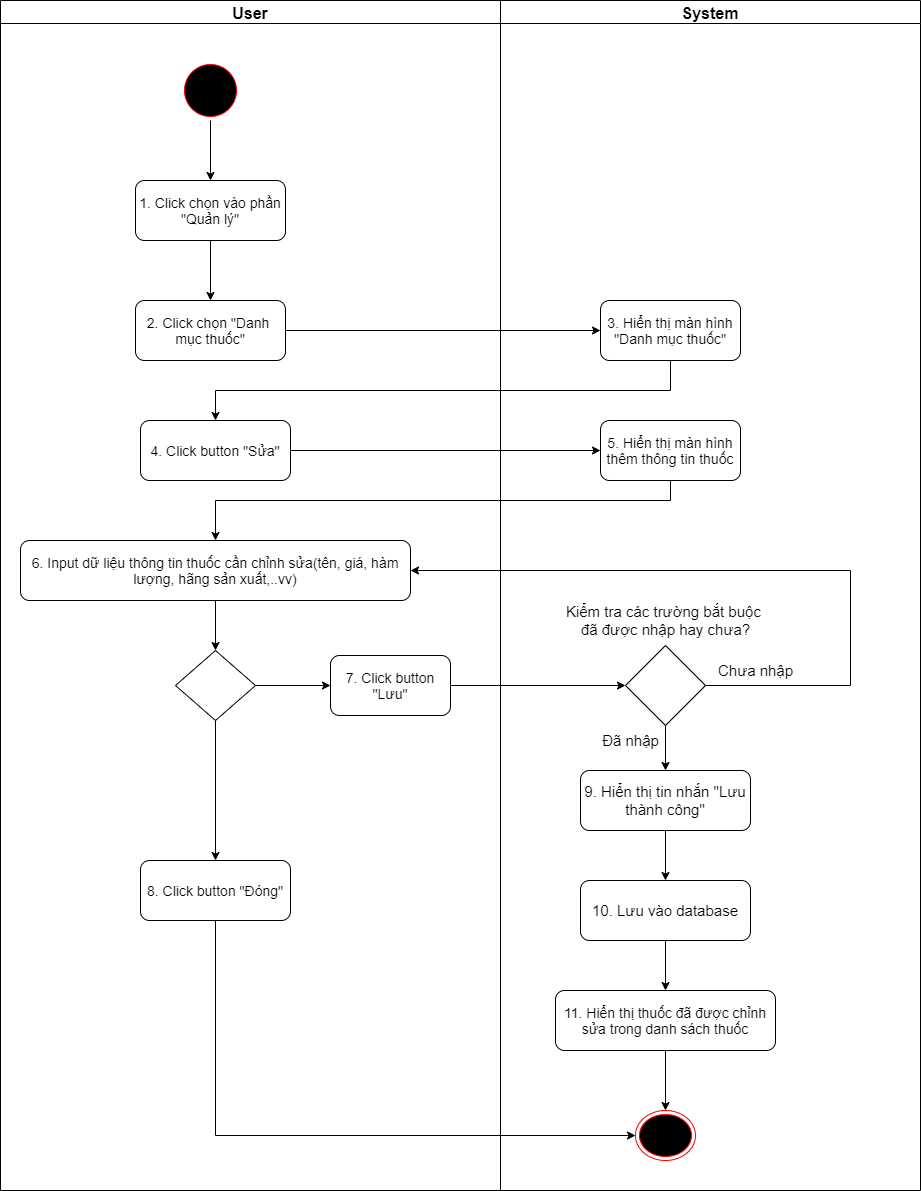 User
System
1. Click chọn vào phần
"Quản lý"
2. Click chọn "Danh
mục thuốc"
3. Hiển thị màn hình
"Danh mục thuốc"
4. Click button "Sửa"
5. Hiển thị màn hình
thêm thông tin thuốc
6. Input dữ liệu thông tin thuốc cần chỉnh sửa(tên, giá, hàm
lượng, hãng sản xuất,..vv)
Kiểm tra các trường bắt buộc
đã được nhập hay chưa?
7. Click button
"Lưu"
Chưa nhập
Đã nhập
9. Hiển thị tin nhắn "Lưu
thành công"
8. Click button "Đóng"
10. Lưu vào database
11. Hiển thị thuốc đã được chỉnh
sửa trong danh sách thuốc